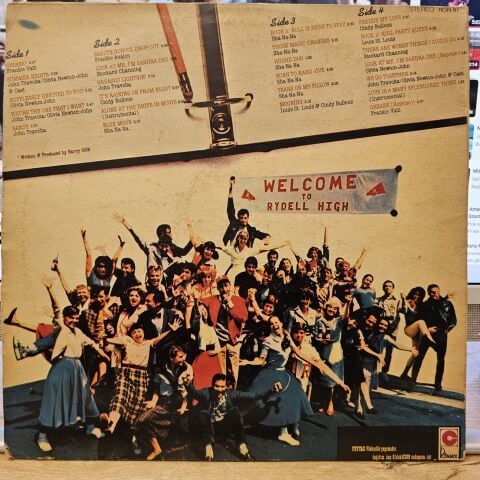 STEREO
Side 1
GREASE*
Frankie Valli
SUMMER NIGHTS
John Travolta/Olivia Newton-John
& Cast
HOPELESSLY DEVOTED TO YOU
Olivia Newton-John
YOU'RE THE ONE THAT I WANT
John Travolta/Olivia Newton-John
SANDY
John Travolta
* Written & Produced by Barry Gibb
Side 2
BEAUTY SCHOOL DROP-OUT
Frankie Avalon
LOOK AT ME, I'M SANDRA DEE
Stockard Channing
GREASED LIGHTNIN'
John Travolta
IT'S RAINING ON PROM NIGHT
Cindy Bullens
ALONE AT THE DRIVE-IN MOVIE
(Instrumental)
BLUE MOON
Sha-Na-Na
Side 3
ROCK N' ROLL IS HERE TO STAY
Sha-Na-Na
THOSE MAGIC CHANGES
Sha-Na-Na
HOUND DOG
Sha-Na-Na
BORN TO HAND JIVE
Sha-Na-Na
TEARS ON MY PILLOW
Sha-Na-Na
MOONING
Louis St. Louis & Cindy Bullens
Side 4
FREDDY MY LOVE
Cindy Bullens
ROCK N' ROLL PARTY QUEEN
Louis St. Louis
THERE ARE WORSE THINGS I COULD DO
Stockard Channing
LOOK AT ME, I'M SANDRA DEE (Reprise)
Olivia Newton-John
WE GO TOGETHER
John Travolta/Olivia Newton-John & Cast
LOVE IS A MANY SPLENDORED THING
(Instrumental)
GREASE (Reprise)*
Frankie Valli
WELCOME
TO
RYDELL HIGH